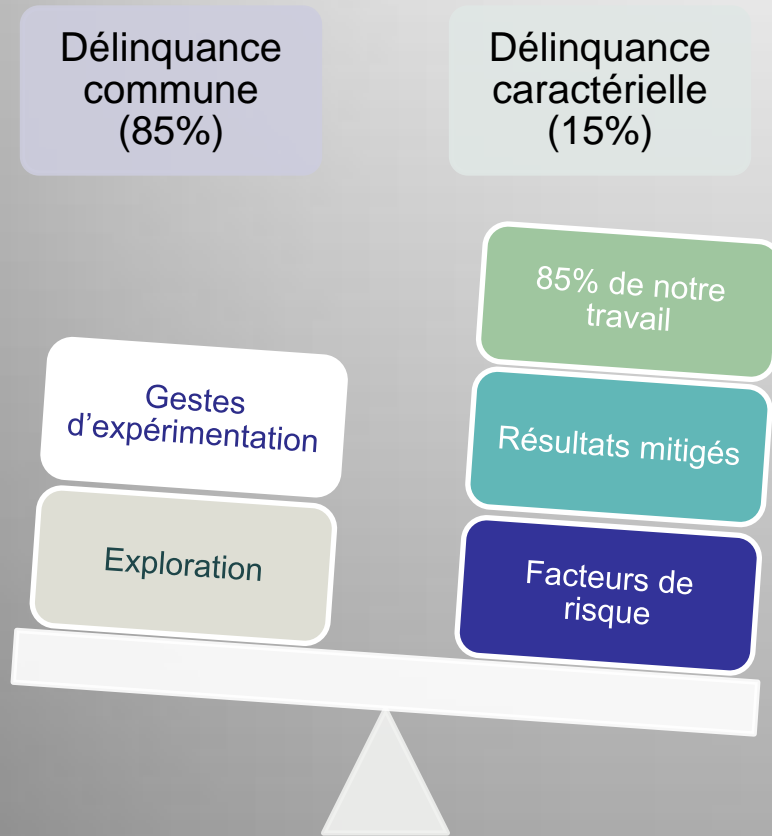 Délinquance
commune
(85%)
Délinquance
caractérielle
(15%)
Gestes
d’expérimentation
Exploration
85% de notre
travail
Résultats mitigés
Facteurs de
risque